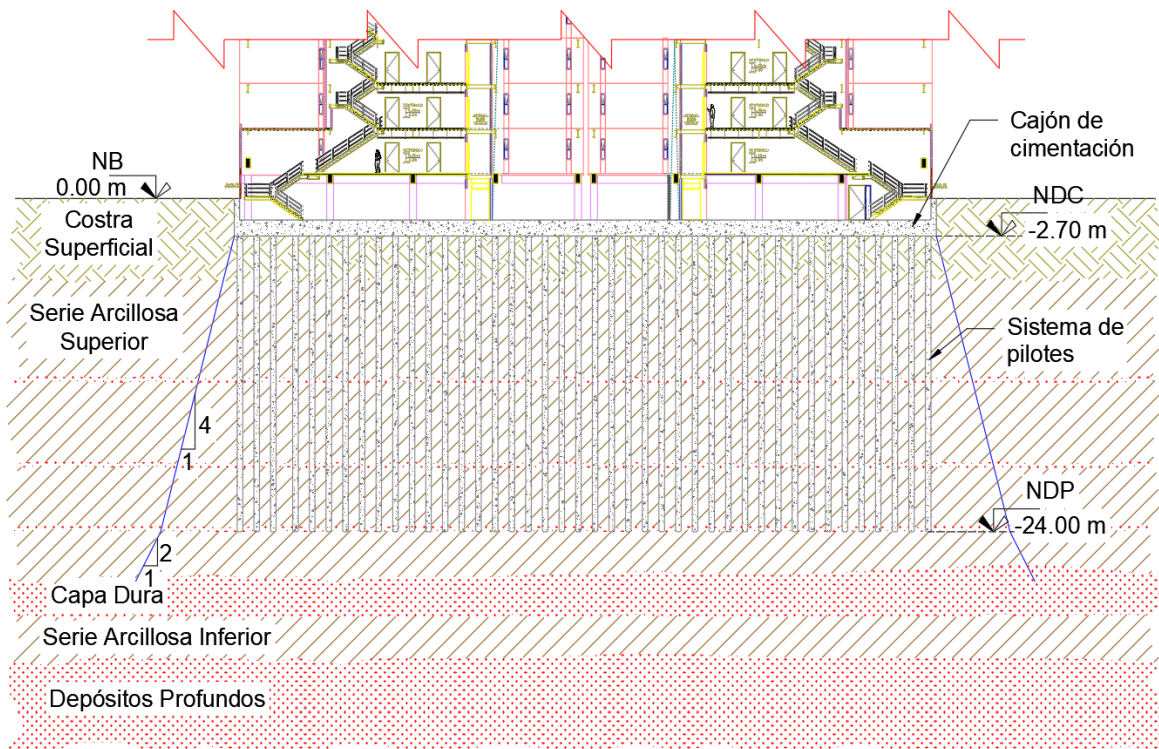 Cajón de
cimentación
NB
0.00 m
NDC
-2.70 m
Costra
Superficial
Serie Arcillosa
Superior
Sistema de
pilotes
4
1
NDP
-24.00 m
2
1
Capa Dura
Serie Arcillosa Inferior
Depósitos Profundos